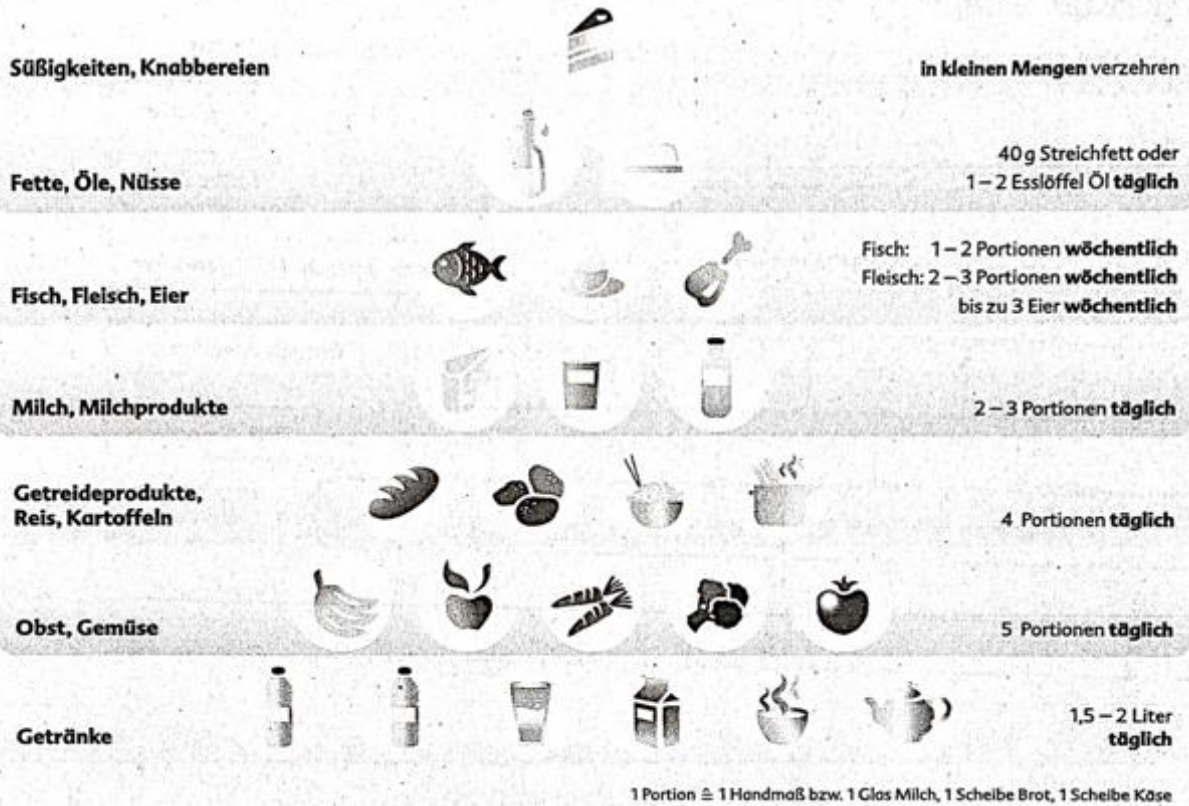 Süßigkeiten, Knabbereien
in kleinen Mengen verzehren
Fette, Öle, Nüsse
40 g Streichfett oder
1 – 2 Esslöffel Öl täglich
Fisch, Fleisch, Eier
Fisch: 1 – 2 Portionen wöchentlich
Fleisch: 2 – 3 Portionen wöchentlich
bis zu 3 Eier wöchentlich
Milch, Milchprodukte
2 – 3 Portionen täglich
Getreideprodukte,
Reis, Kartoffeln
4 Portionen täglich
Obst, Gemüse
5 Portionen täglich
Getränke
1,5 – 2 Liter
täglich
1 Portion ≙ 1 Handmaß bzw. 1 Glas Milch, 1 Scheibe Brot, 1 Scheibe Käse